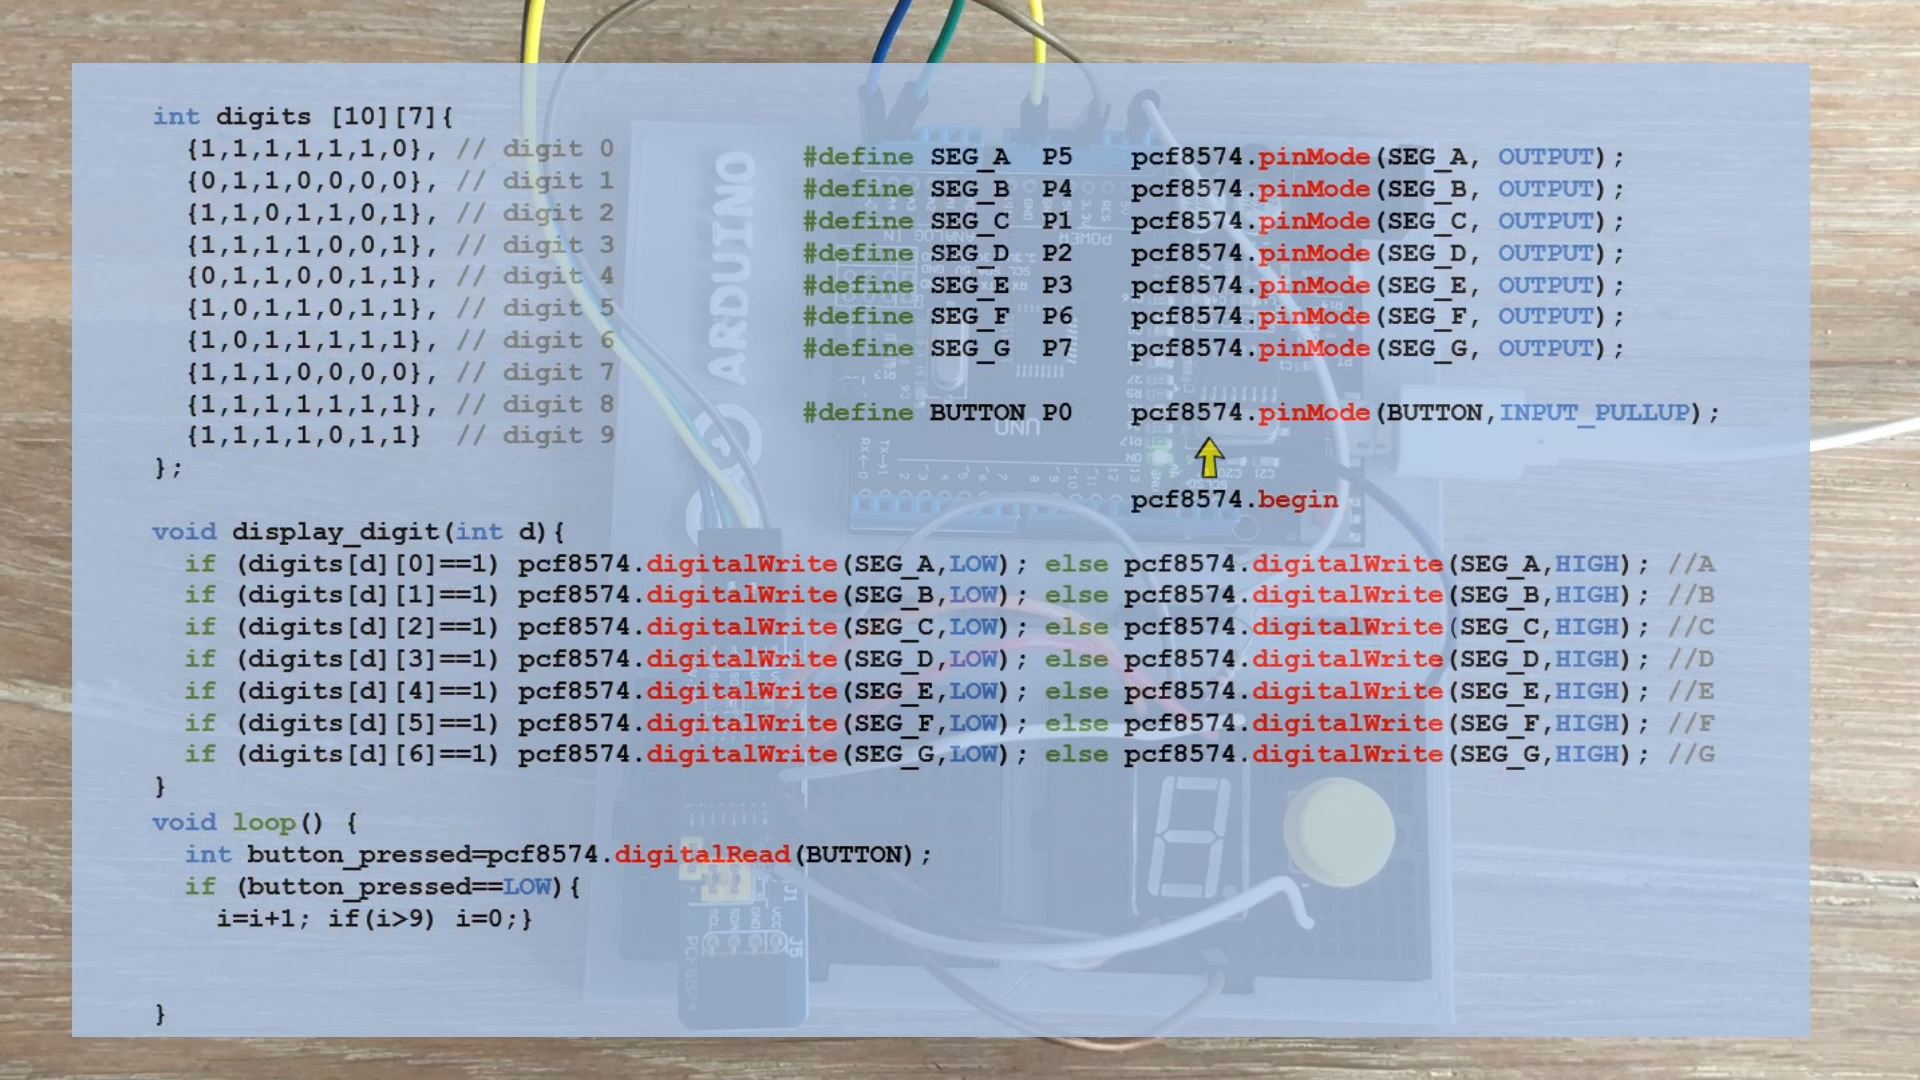 int digits [10][7]{
{1,1,1,1,1,1,0}, // digit 0
{0,1,1,0,0,0,0}, // digit 1
{1,1,0,1,1,0,1}, // digit 2
{1,1,1,1,0,0,1}, // digit 3
{0,1,1,0,0,1,1}, // digit 4
{1,0,1,1,0,1,1}, // digit 5
{1,0,1,1,1,1,1}, // digit 6
{1,1,1,0,0,0,0}, // digit 7
{1,1,1,1,1,1,1}, // digit 8
{1,1,1,1,0,1,1} // digit 9
};
#define SEG_A P5 pcf8574.pinMode(SEG_A, OUTPUT);
#define SEG_B P4 pcf8574.pinMode(SEG_B, OUTPUT);
#define SEG_C P1 pcf8574.pinMode(SEG_C, OUTPUT);
#define SEG_D P2 pcf8574.pinMode(SEG_D, OUTPUT);
#define SEG_E P3 pcf8574.pinMode(SEG_E, OUTPUT);
#define SEG_F P6 pcf8574.pinMode(SEG_F, OUTPUT);
#define SEG_G P7 pcf8574.pinMode(SEG_G, OUTPUT);
#define BUTTON P0 pcf8574.pinMode(BUTTON,INPUT_PULLUP);
pcf8574.begin
void display_digit(int d){
if (digits[d][0]==1) pcf8574.digitalWrite(SEG_A,LOW); else pcf8574.digitalWrite(SEG_A,HIGH); //A
if (digits[d][1]==1) pcf8574.digitalWrite(SEG_B,LOW); else pcf8574.digitalWrite(SEG_B,HIGH); //B
if (digits[d][2]==1) pcf8574.digitalWrite(SEG_C,LOW); else pcf8574.digitalWrite(SEG_C,HIGH); //C
if (digits[d][3]==1) pcf8574.digitalWrite(SEG_D,LOW); else pcf8574.digitalWrite(SEG_D,HIGH); //D
if (digits[d][4]==1) pcf8574.digitalWrite(SEG_E,LOW); else pcf8574.digitalWrite(SEG_E,HIGH); //E
if (digits[d][5]==1) pcf8574.digitalWrite(SEG_F,LOW); else pcf8574.digitalWrite(SEG_F,HIGH); //F
if (digits[d][6]==1) pcf8574.digitalWrite(SEG_G,LOW); else pcf8574.digitalWrite(SEG_G,HIGH); //G
}
void loop() {
int button_pressed=pcf8574.digitalRead(BUTTON);
if (button_pressed==LOW){
i=i+1; if(i>9) i=0;}
}
ARDUINO
UNO
POWER
ANALOG IN
SCL SDA GND VCC
J1
J5
PCF8574